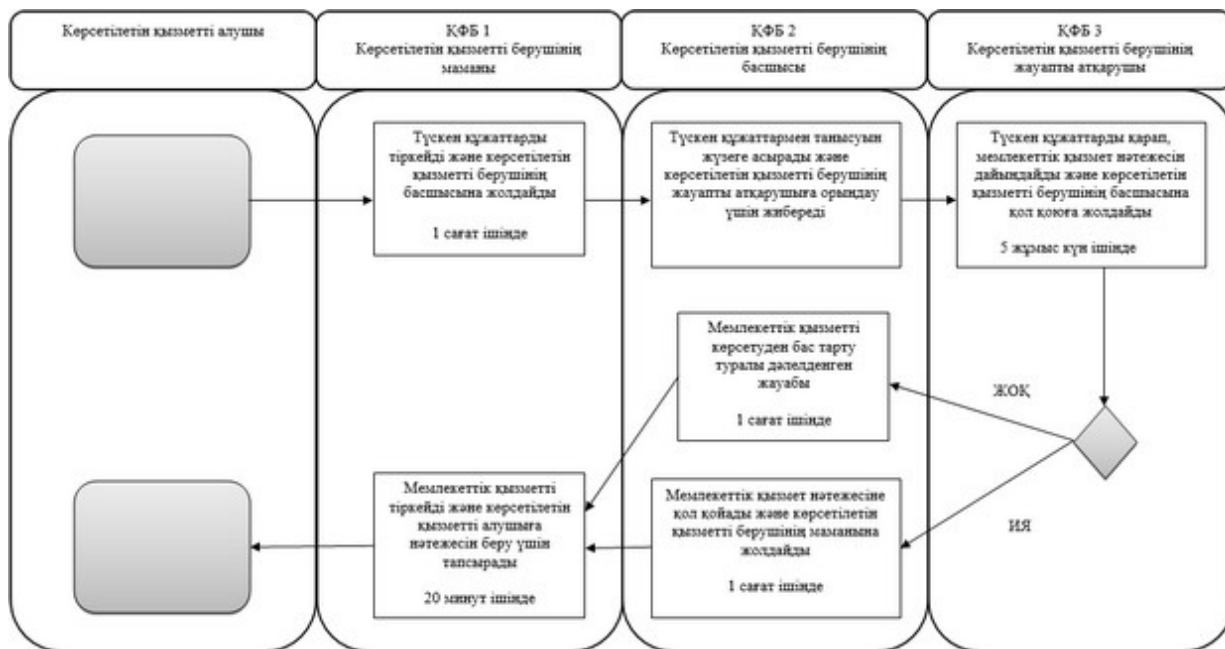 Көрсетілетін қызметті алушы
ҚФБ 1
Көрсетілетін қызметті берушінің
маманы
ҚФБ 2
Көрсетілетін қызметті берушінің
басшысы
ҚФБ 3
Көрсетілетін қызметті берушінің
жауапты атқарушы
Түскен құжаттарды
тіркейді және көрсетілетін
қызметті берушінің
басшысына жолдайды
1 сағат ішінде
Түскен құжаттармен танысуын
жүзеге асырады және
көрсетілетін қызметті берушінің
жауапты атқарушыға орындау
үшін жибереді
Түскен құжаттарды қарап,
мемлекеттік қызмет нәтежесін
дайындайды және көрсетілетін
қызметті берушінің басшысына
қол қоюға жолдайды
5 жұмыс күн ішінде
Мемлекеттік қызметті
көрсетуден бас тарту
туралы дәлелденген
жауабы
1 сағат ішінде
ЖОҚ
Мемлекеттік қызметті
тіркейді және көрсетілетін
қызметті алушыға
нәтежесін беру үшін
тапсырады
20 минут ішінде
Мемлекеттік қызмет нәтежесіне
қол қойады және көрсетілетін
қызметті берушінің маманына
жолдайды
1 сағат ішінде
ИЯ